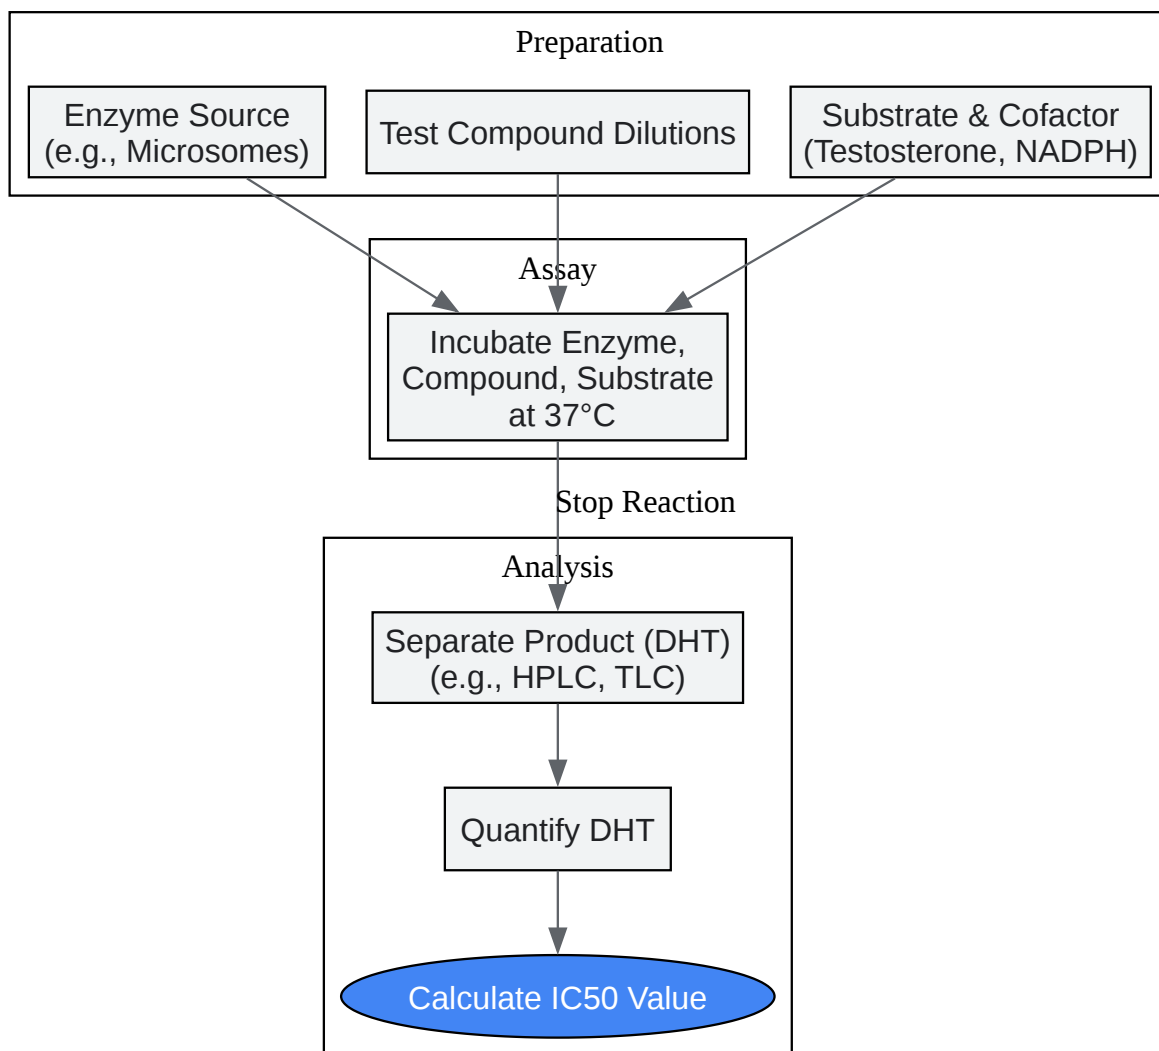 Preparation
Enzyme Source
(e.g., Microsomes)
Test Compound Dilutions
Substrate & Cofactor
(Testosterone, NADPH)
Assay
Incubate Enzyme,
Compound, Substrate
at 37°C
Stop Reaction
Analysis
Separate Product (DHT)
(e.g., HPLC, TLC)
Quantify DHT
Calculate IC50 Value